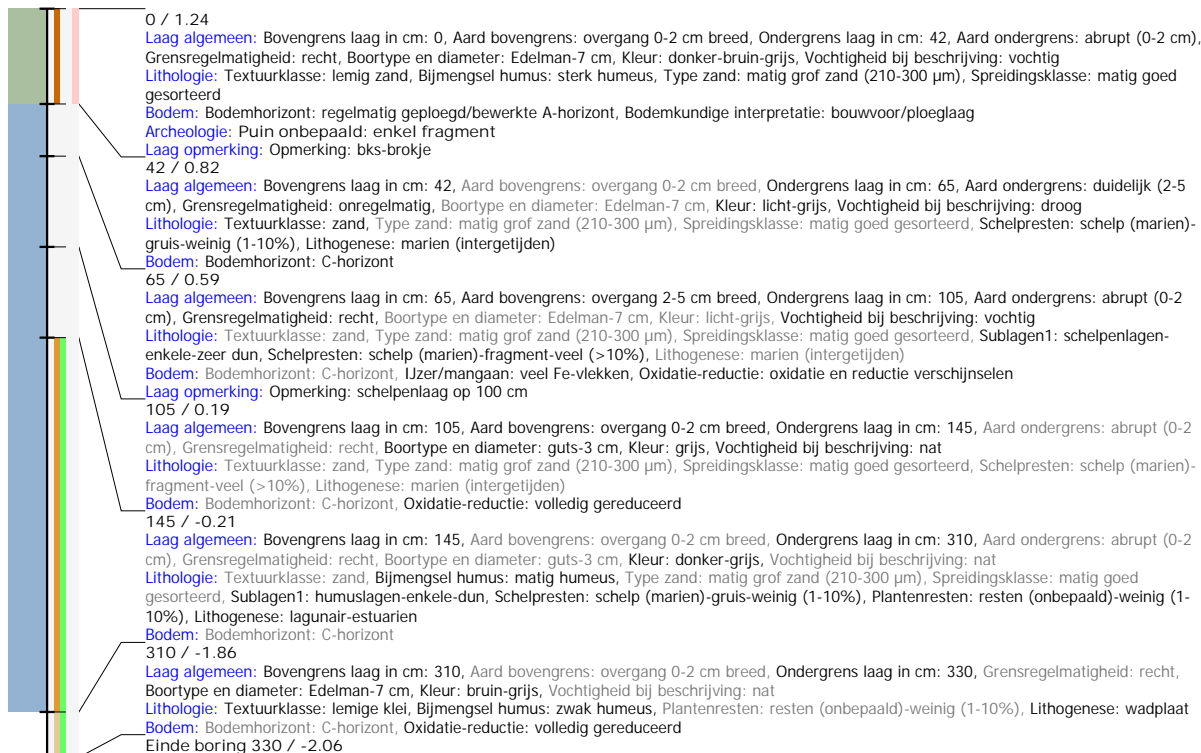 0 / 1.24
Laag algemeen: Bovengrens laag in cm: 0, Aard bovengrens: overgang 0-2 cm breed, Ondergrens laag in cm: 42, Aard ondergrens: abrupt (0-2 cm),
Grensregelmatigheid: recht, Boortype en diameter: Edelman-7 cm, Kleur: donker-bruin-grijs, Vochtigheid bij beschrijving: vochtig
Lithologie: Textuurklasse: lemig zand, Bijmengsel humus: sterk humeus, Type zand: matig grof zand (210-300 µm), Spreidingsklasse: matig goed
gesorteerd
Bodem: Bodemhorizont: regelmatig geploegd/bewerkte A-horizont, Bodemkundige interpretatie: bouwvoor/ploeglaag
Archeologie: Puin onbepaald: enkel fragment
Laag opmerking: Opmerking: bks-brokje
42 / 0.82
Laag algemeen: Bovengrens laag in cm: 42, Aard bovengrens: overgang 0-2 cm breed, Ondergrens laag in cm: 65, Aard ondergrens: duidelijk (2-5
cm), Grensregelmatigheid: onregelmatig, Boortype en diameter: Edelman-7 cm, Kleur: licht-grijs, Vochtigheid bij beschrijving: droog
Lithologie: Textuurklasse: zand, Type zand: matig grof zand (210-300 µm), Spreidingsklasse: matig goed gesorteerd, Schelpresten: schelp (marien)-
gruis-weinig (1-10%), Lithogenese: marien (intergetijden)
Bodem: Bodemhorizont: C-horizont
65 / 0.59
Laag algemeen: Bovengrens laag in cm: 65, Aard bovengrens: overgang 2-5 cm breed, Ondergrens laag in cm: 105, Aard ondergrens: abrupt (0-2
cm), Grensregelmatigheid: recht, Boortype en diameter: Edelman-7 cm, Kleur: licht-grijs, Vochtigheid bij beschrijving: vochtig
Lithologie: Textuurklasse: zand, Type zand: matig grof zand (210-300 µm), Spreidingsklasse: matig goed gesorteerd, Sublagen1: schelpenlagen-
enkele-zeer dun, Schelpresten: schelp (marien)-fragment-veel (>10%), Lithogenese: marien (intergetijden)
Bodem: Bodemhorizont: C-horizont, IJzer/mangaan: veel Fe-vlekken, Oxidatie-reductie: oxidatie en reductie verschijnselen
Laag opmerking: Opmerking: schelpenlaag op 100 cm
105 / 0.19
Laag algemeen: Bovengrens laag in cm: 105, Aard bovengrens: overgang 0-2 cm breed, Ondergrens laag in cm: 145, Aard ondergrens: abrupt (0-2
cm), Grensregelmatigheid: recht, Boortype en diameter: guts-3 cm, Kleur: grijs, Vochtigheid bij beschrijving: nat
Lithologie: Textuurklasse: zand, Type zand: matig grof zand (210-300 µm), Spreidingsklasse: matig goed gesorteerd, Schelpresten: schelp (marien)-
fragment-veel (>10%), Lithogenese: marien (intergetijden)
Bodem: Bodemhorizont: C-horizont, Oxidatie-reductie: volledig gereduceerd
145 / -0.21
Laag algemeen: Bovengrens laag in cm: 145, Aard bovengrens: overgang 0-2 cm breed, Ondergrens laag in cm: 310, Aard ondergrens: abrupt (0-2
cm), Grensregelmatigheid: recht, Boortype en diameter: guts-3 cm, Kleur: donker-grijs, Vochtigheid bij beschrijving: nat
Lithologie: Textuurklasse: zand, Bijmengsel humus: matig humeus, Type zand: matig grof zand (210-300 µm), Spreidingsklasse: matig goed
gesorteerd, Sublagen1: humuslagen-enkele-dun, Schelpresten: schelp (marien)-gruis-weinig (1-10%), Plantenresten: resten (onbepaald)-weinig (1-
10%), Lithogenese: lagunair-estuarien
Bodem: Bodemhorizont: C-horizont
310 / -1.86
Laag algemeen: Bovengrens laag in cm: 310, Aard bovengrens: overgang 0-2 cm breed, Ondergrens laag in cm: 330, Grensregelmatigheid: recht,
Boortype en diameter: Edelman-7 cm, Kleur: bruin-grijs, Vochtigheid bij beschrijving: nat
Lithologie: Textuurklasse: lemige klei, Bijmengsel humus: zwak humeus, Plantenresten: resten (onbepaald)-weinig (1-10%), Lithogenese: wadplaat
Bodem: Bodemhorizont: C-horizont, Oxidatie-reductie: volledig gereduceerd
Einde boring 330 / -2.06